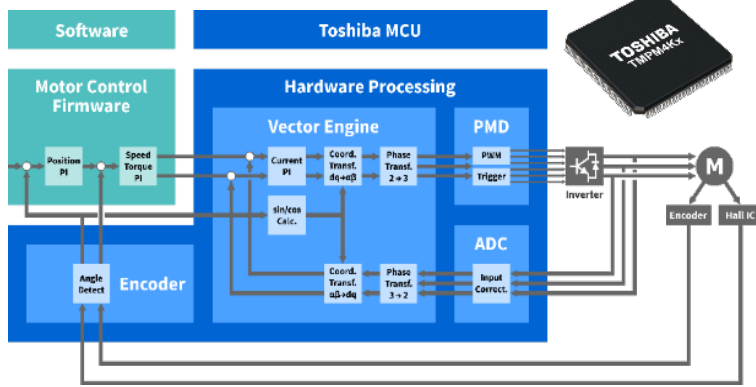 Software
Toshiba MCU
TOSHIBA
TMPM4Kx
Motor Control
Firmware
Position
PI
Speed
Torque
PI
Hardware Processing
Vector Engine
Current
PI
Coord.
Transf.
dq→αβ
Phase
Transf.
2→3
sin/cos
Calc.
Coord.
Transf.
αβ→dq
Phase
Transf.
3→2
PMD
PWM
Trigger
ADC
Input
Correct.
Inverter
M
Encoder
Hall IC
Angle
Detect
Encoder